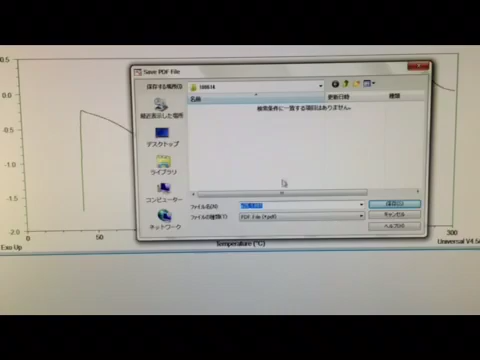 Save PDF File
保存する場所(I):
名前
更新日時
種類
検索条件に一致する項目はありません。
最近表示した場所
デスクトップ
ライブラリ
コンピューター
ネットワーク
ファイル名(N):
保存(S)
ファイルの種類(T):
PDF File (*.pdf)
キャンセル
ヘルプ(H)
0.5
0.0
-0.5
-1.0
-1.5
-2.0
0
50
300
Exo Up
Temperature (°C)
Universal V4.5